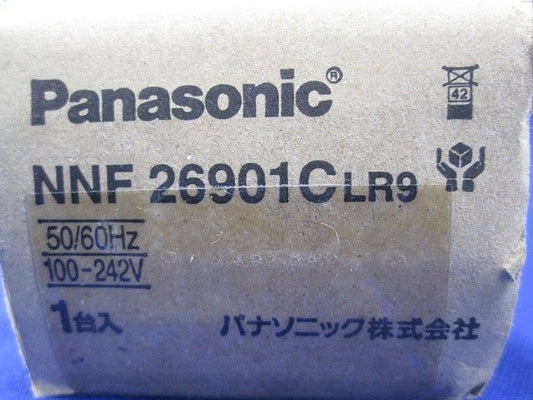 Panasonic®
42
NNF 26901C LR9
50/60Hz
100-242V
1台入
パナソニック株式会社